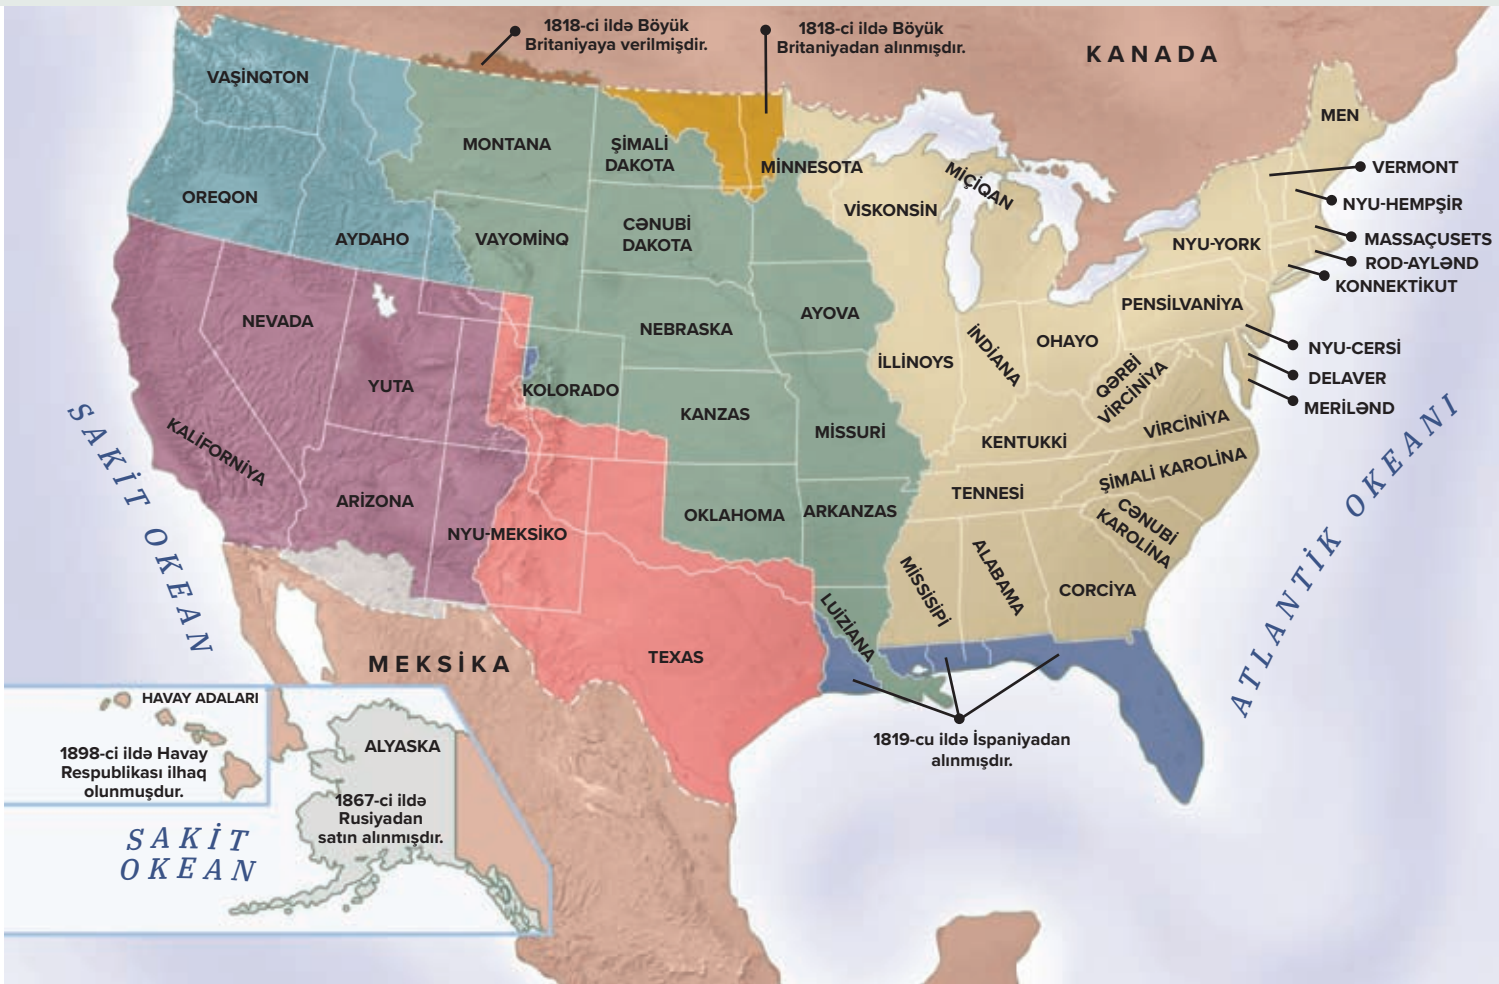 1818-ci ildə Böyük
Britaniyaya verilmişdir.
1818-ci ildə Böyük
Britaniyadan alınmışdır.
KANADA
VAŞİNQTON
MONTANA
ŞİMALİ
DAKOTA
MİNNESOTA
MEN
VERMONT
OREQON
AYDAHO
VAYOMİNQ
CƏNUBİ
DAKOTA
VİSKONSİN
MİÇİQAN
NYU-HEMPŞİR
NYU-YORK
MASSAÇUSETS
ROD-AYLƏND
KONNEKTİKUT
NEVADA
NEBRASKA
AYOVA
PENSİLVANİYA
YUTA
KOLORADO
İLLİNOYS
İNDİANA
OHAYO
QƏRBİ
VİRCİNİYA
NYU-CERSİ
DELAVER
MERİLƏND
KALİFORNİYA
KANZAS
MİSSURİ
KENTUKKİ
VİRCİNİYA
ARİZONA
NYU-MEKSİKO
OKLAHOMA
ARKANZAS
TENNESİ
ŞİMALİ KAROLİNA
CƏNUBİ
KAROLİNA
SAKİT OKEAN
ATLANTİK OKEANI
MİSSİSİPİ
ALABAMA
CORCİYA
LUİZİANA
TEXAS
MEKSİKA
1819-cu ildə İspaniyadan
alınmışdır.
HAVAY ADALARI
1898-ci ildə Havay
Respublikası ilhaq
olunmuşdur.
ALYASKA
1867-ci ildə
Rusiyadan
satın alınmışdır.
SAKİT
OKEAN